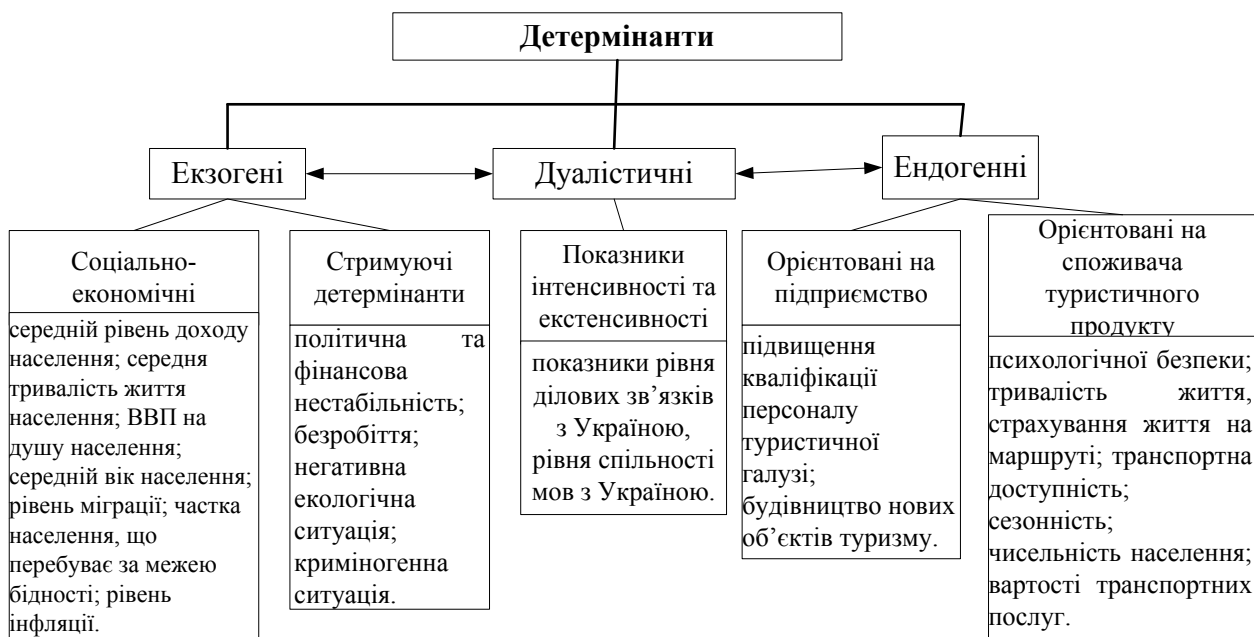 Детермінанти
Екзогені
Дуалістичні
Ендогенні
Соціально-
економічні
середній рівень доходу
населення; середня
тривалість життя
населення; ВВП на
душу населення;
середній вік населення;
рівень міграції; частка
населення, що
перебуває за межею
бідності; рівень
інфляції.
Стримуючі
детермінанти
політична та
фінансова
нестабільність;
безробіття;
негативна
екологічна
ситуація;
криміногенна
ситуація.
Показники
інтенсивності та
екстенсивності
показники рівня
ділових зв’язків
з Україною,
рівня спільності
мов з Україною.
Орієнтовані на
підприємство
підвищення
кваліфікації
персоналу
туристичної
галузі;
будівництво нових
об’єктів туризму.
Орієнтовані на
споживача
туристичного
продукту
психологічної безпеки;
тривалість життя,
страхування життя на
маршруті; транспортна
доступність;
сезонність;
чисельність населення;
вартості транспортних
послуг.